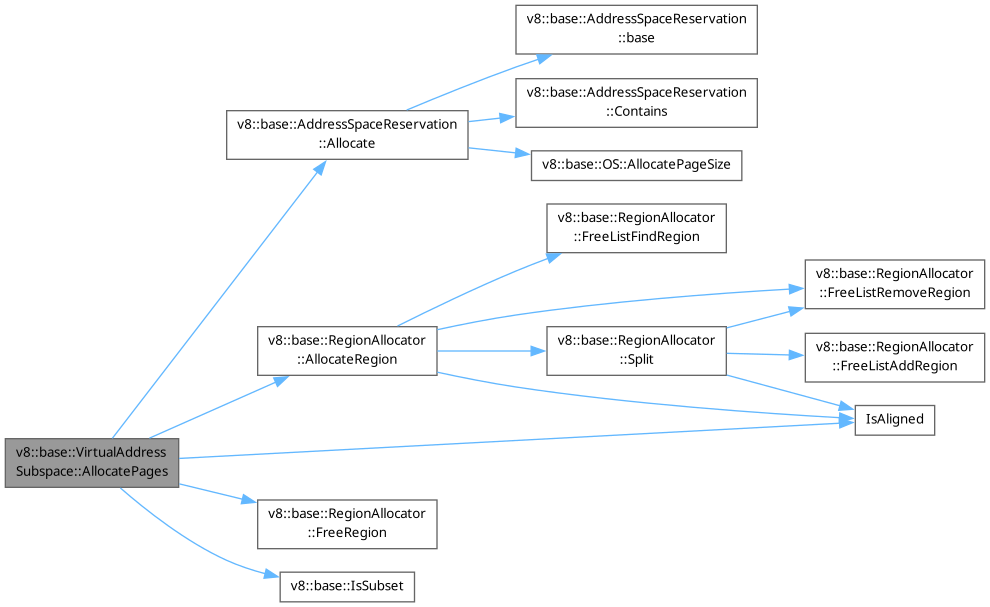 v8::base::AddressSpaceReservation
::base
v8::base::AddressSpaceReservation
::Contains
v8::base::AddressSpaceReservation
::Allocate
v8::base::OS::AllocatePageSize
v8::base::RegionAllocator
::FreeListFindRegion
v8::base::RegionAllocator
::FreeListRemoveRegion
v8::base::RegionAllocator
::AllocateRegion
v8::base::RegionAllocator
::Split
v8::base::RegionAllocator
::FreeListAddRegion
IsAligned
v8::base::VirtualAddress
Subspace::AllocatePages
v8::base::RegionAllocator
::FreeRegion
v8::base::IsSubset